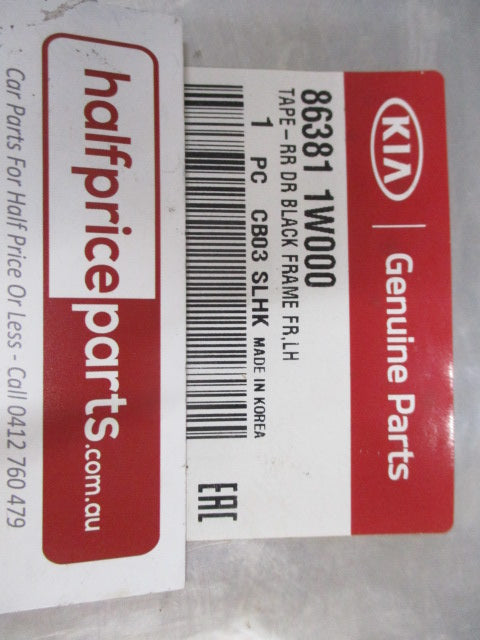 KIA Genuine Parts
86381 1W000
TAPE-RR DR BLACK FRAME FR,LH
1 PC CB03 SLHK MADE IN KOREA
EAC
halfpriceparts.com.au
Car Parts For Half Price Or Less - Call 0412 760 479